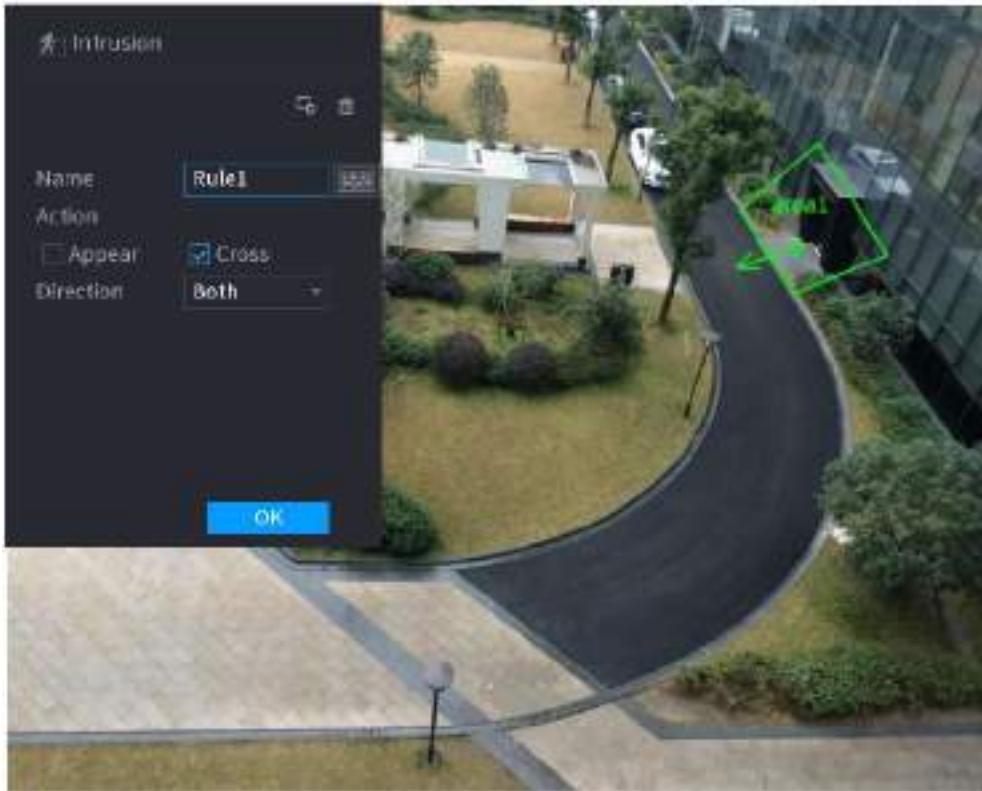 Intrusion
Name Rule1
Action
Appear Cross
Direction Both
OK